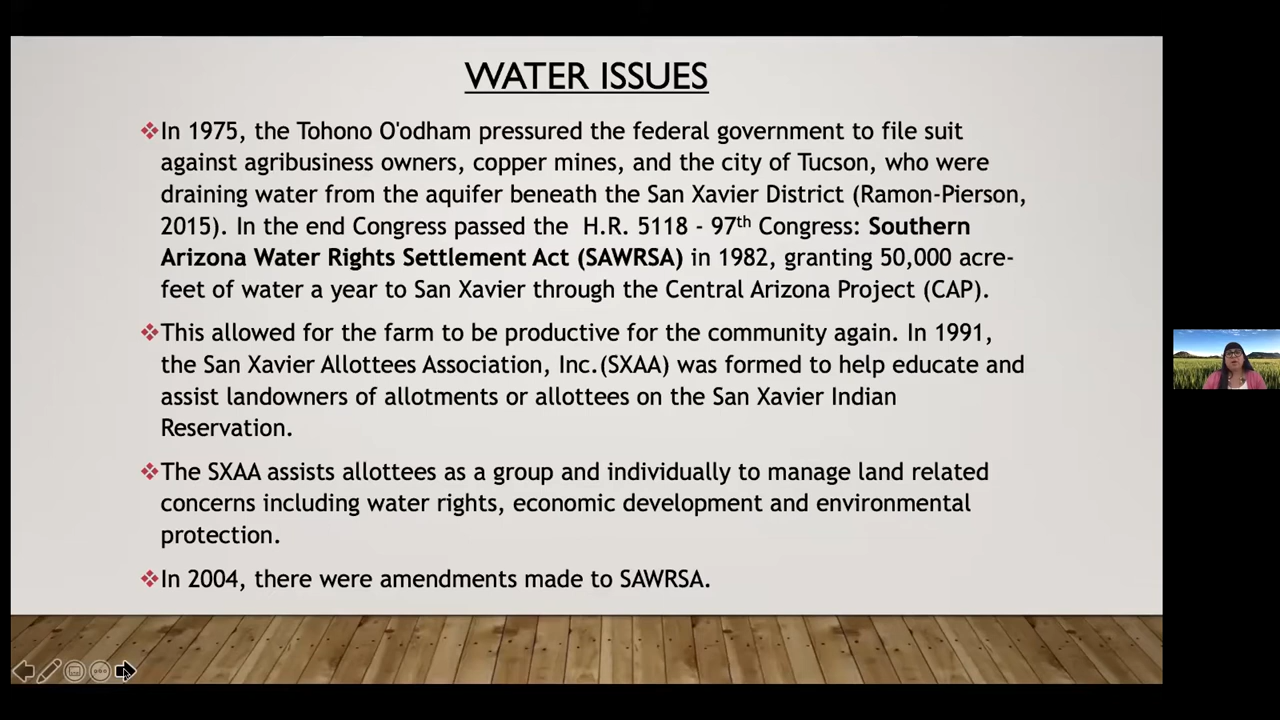 WATER ISSUES
❖In 1975, the Tohono O'odham pressured the federal government to file suit
against agribusiness owners, copper mines, and the city of Tucson, who were
draining water from the aquifer beneath the San Xavier District (Ramon-Pierson,
2015). In the end Congress passed the  H.R. 5118 - 97th Congress: Southern
Arizona Water Rights Settlement Act (SAWRSA) in 1982, granting 50,000 acre-
feet of water a year to San Xavier through the Central Arizona Project (CAP).
❖This allowed for the farm to be productive for the community again. In 1991,
the San Xavier Allottees Association, Inc.(SXAA) was formed to help educate and
assist landowners of allotments or allottees on the San Xavier Indian
Reservation.
❖The SXAA assists allottees as a group and individually to manage land related
concerns including water rights, economic development and environmental
protection.
❖In 2004, there were amendments made to SAWRSA.